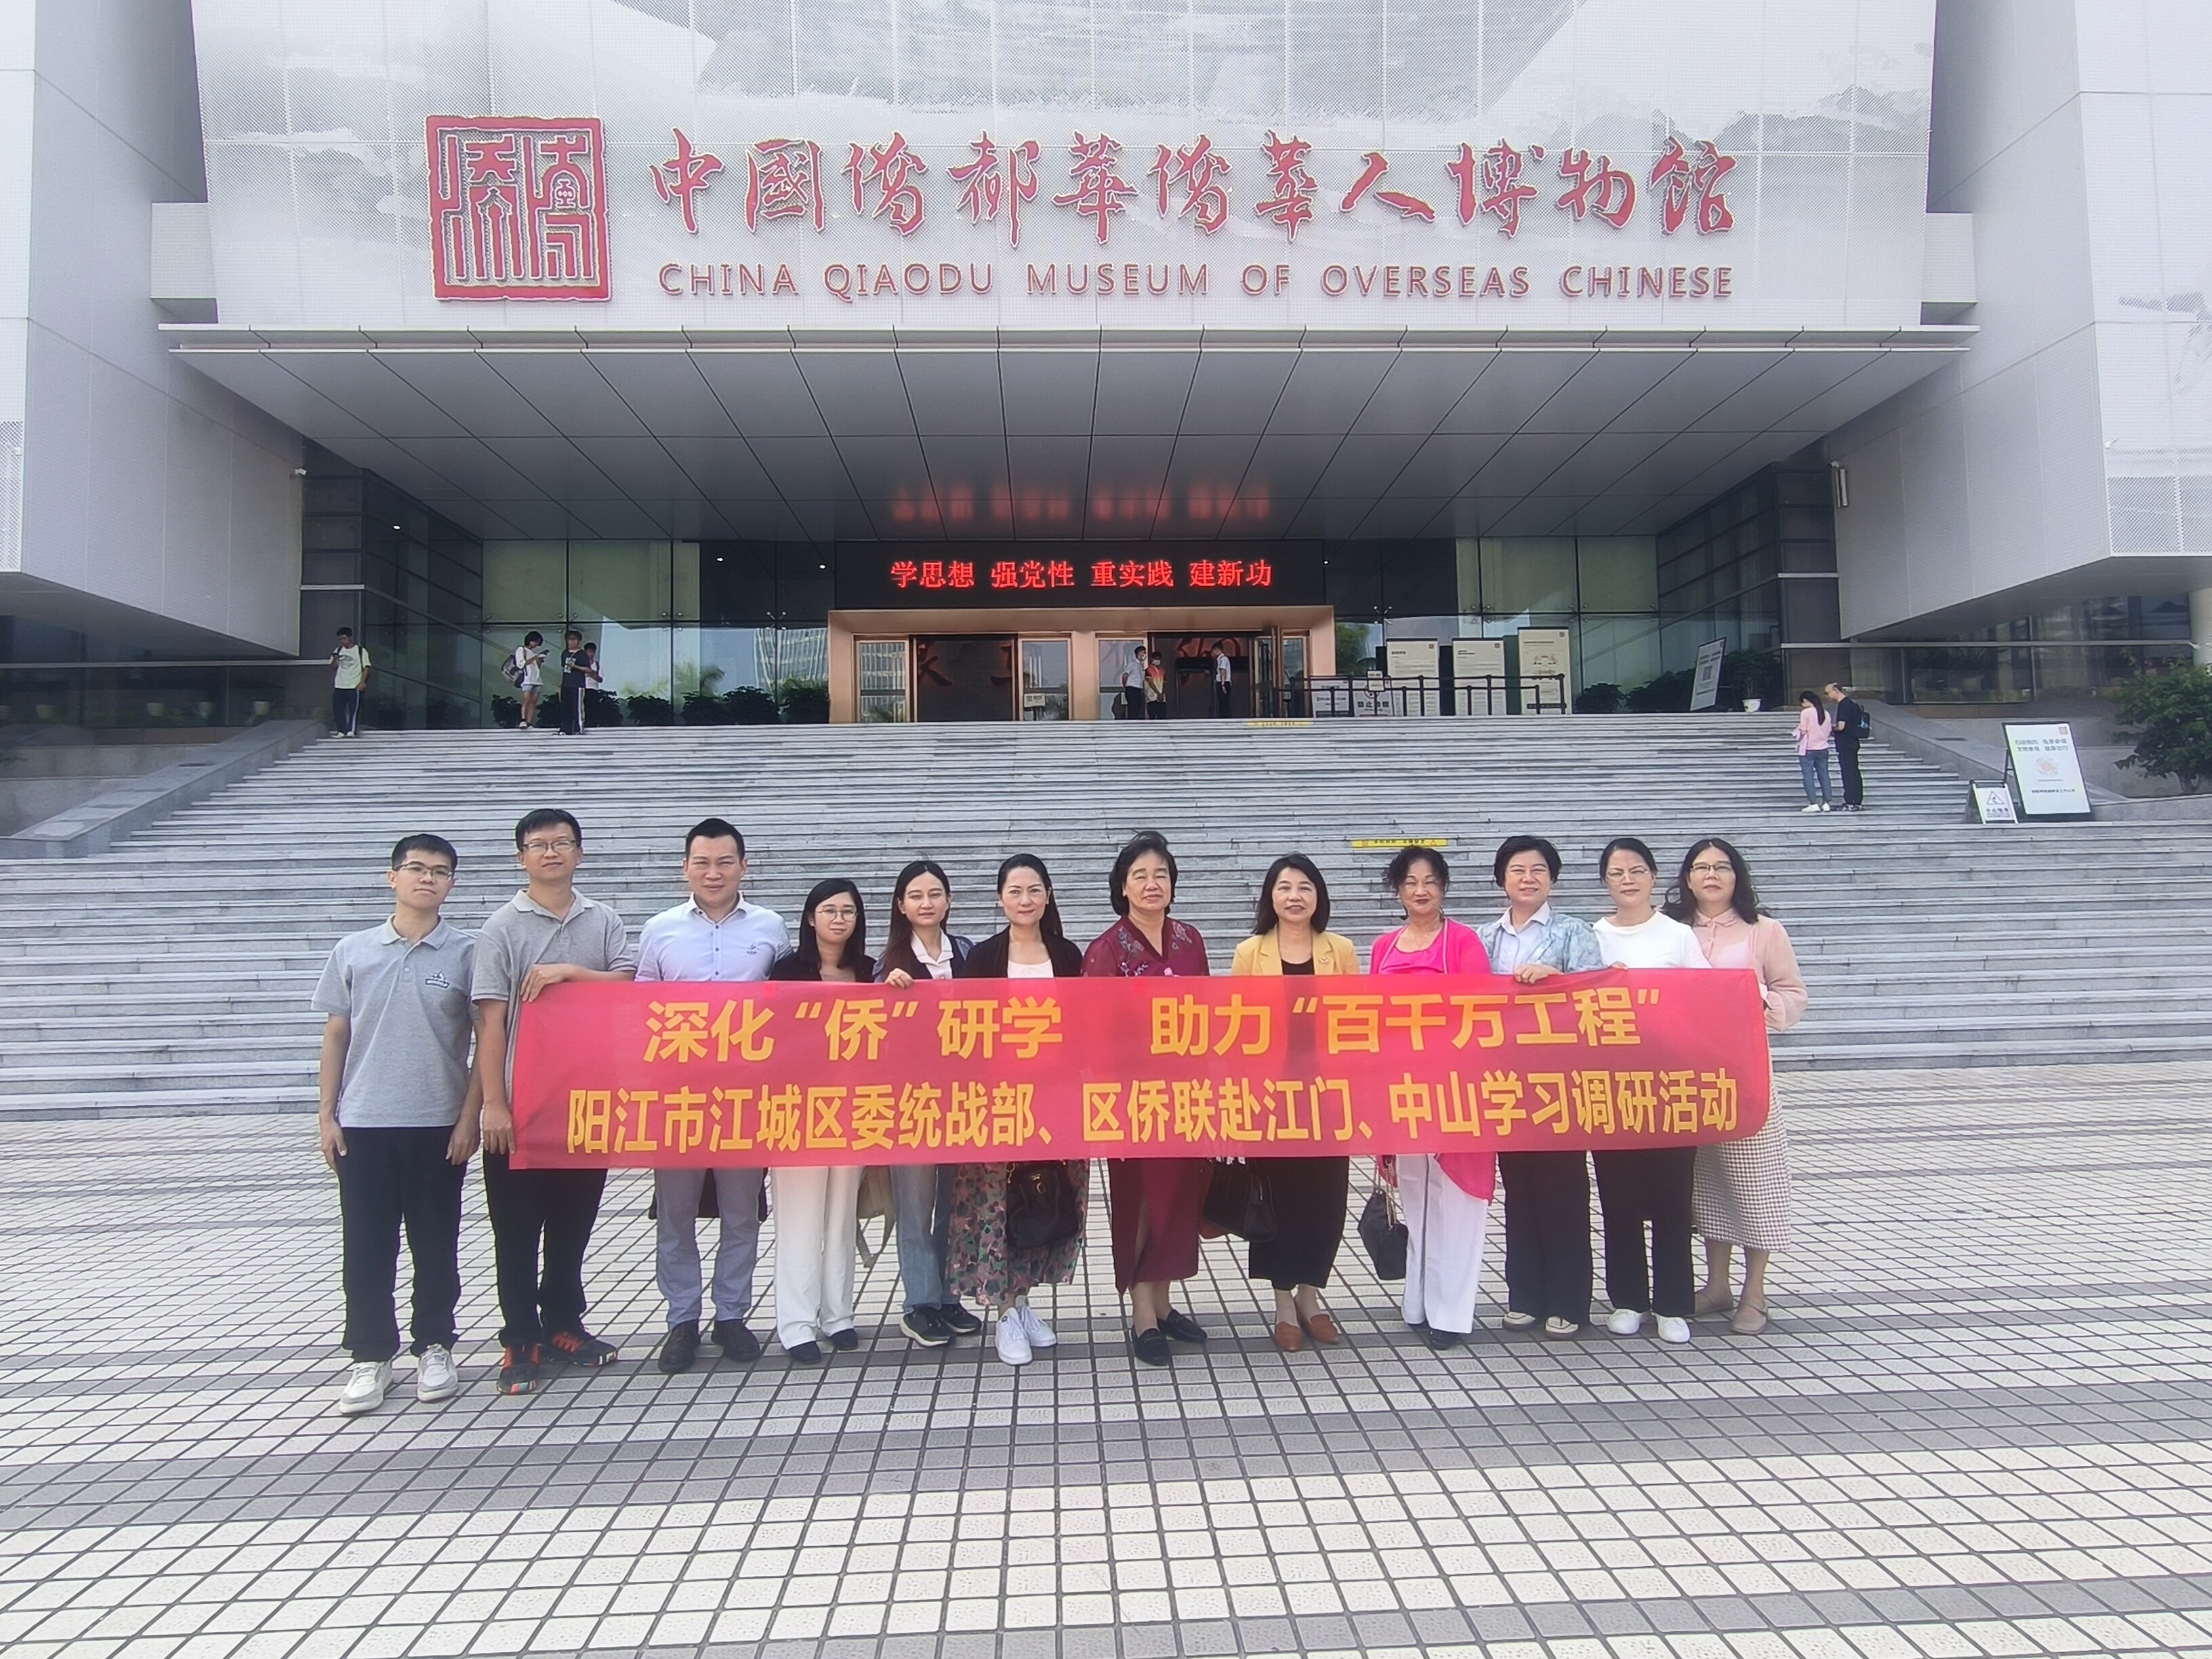 中國僑都華僑華人博物館
CHINA QIAODU MUSEUM OF OVERSEAS CHINESE
学思想 强党性 重实践 建新功
深化“侨”研学 助力“百千万工程”
阳江市江城区委统战部、区侨联赴江门、中山学习调研活动